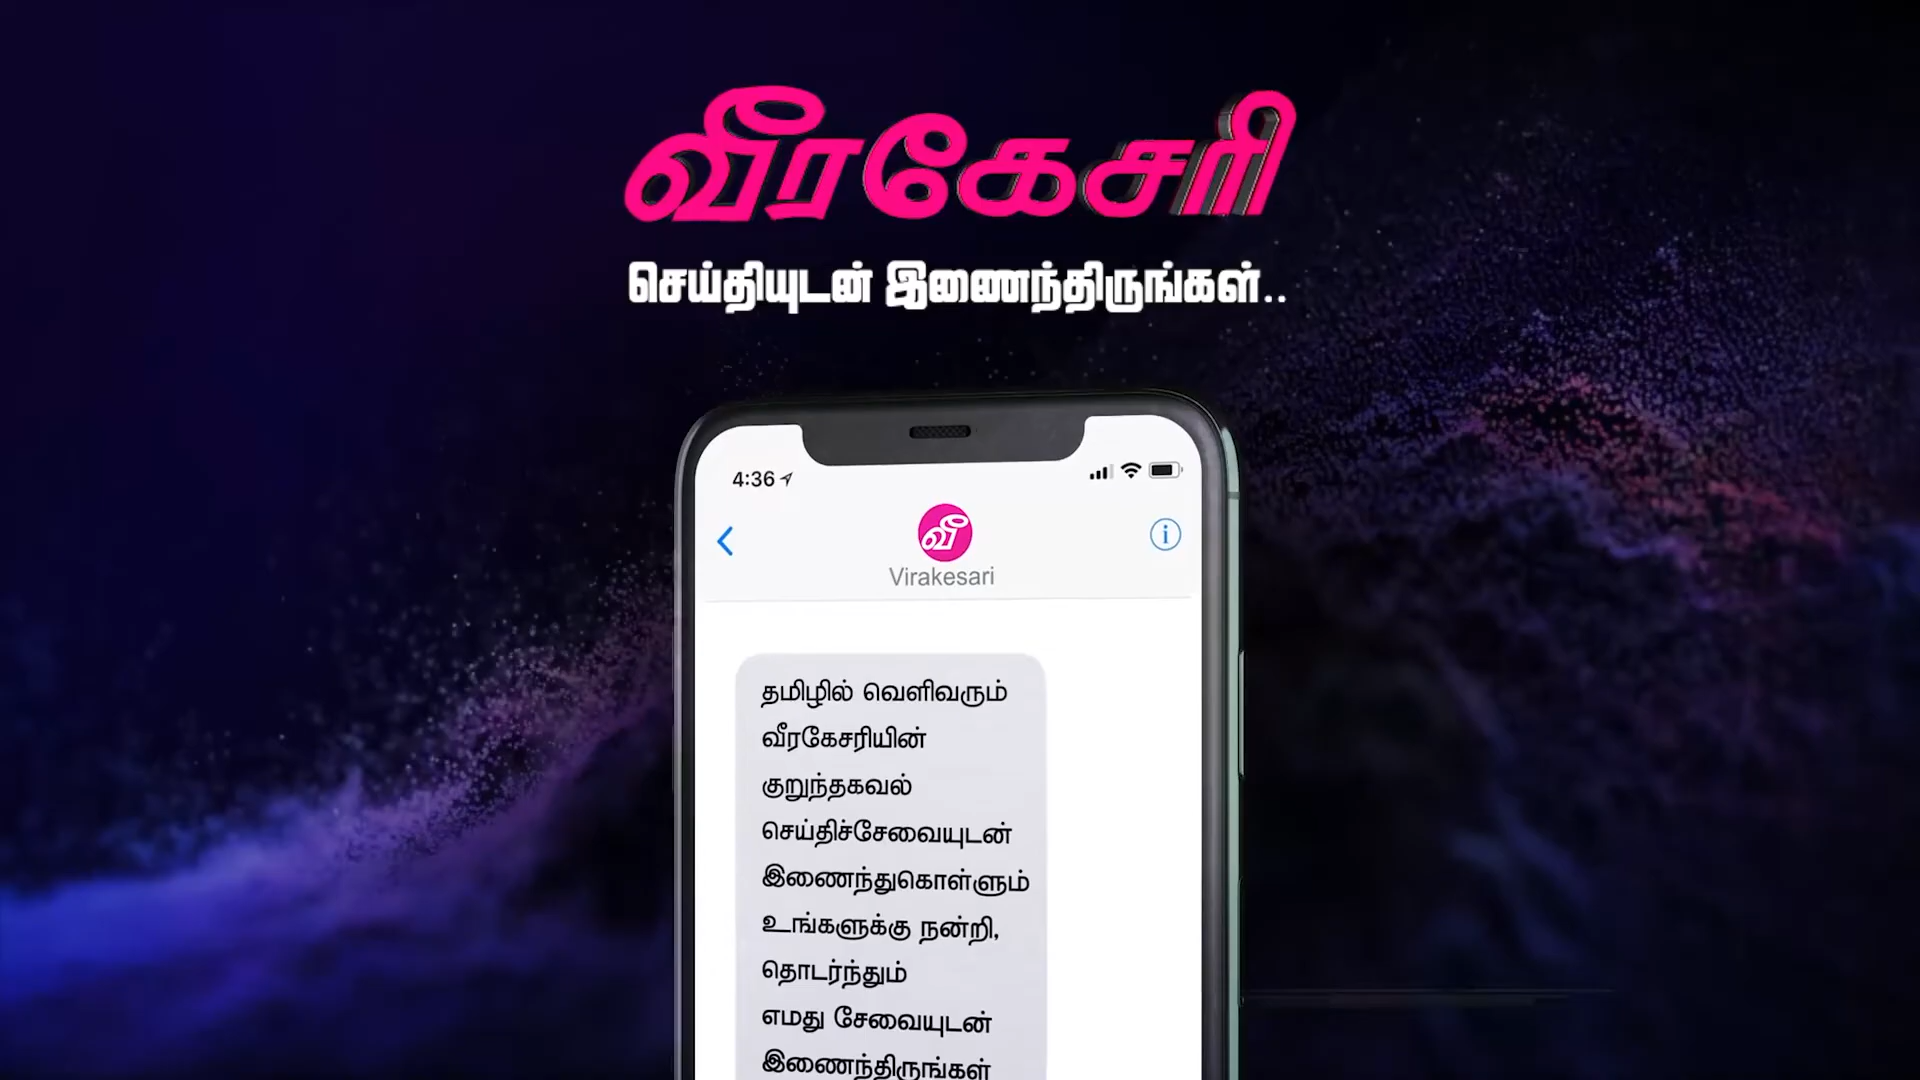 வீரகேசரி
செய்தியுடன் இணைந்திருங்கள்..
4:36
வீ
Virakesari
தமிழில் வெளிவரும்
வீரகேசரியின்
குறுந்தகவல்
செய்திச்சேவையுடன்
இணைந்துகொள்ளும்
உங்களுக்கு நன்றி,
தொடர்ந்தும்
எமது சேவையுடன்
இணைந்திருங்கள்